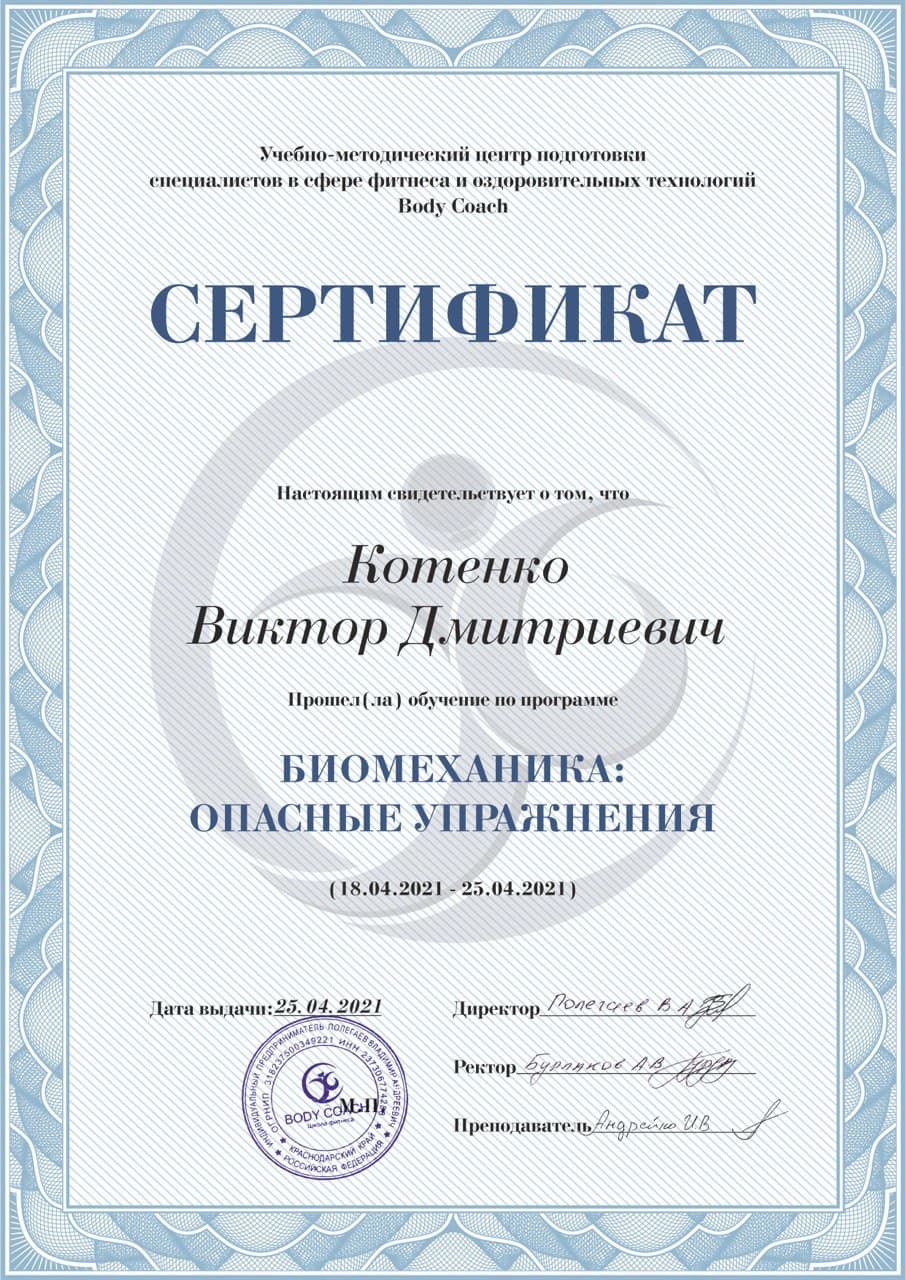 Учебно-методический центр подготовки
специалистов в сфере фитнеса и оздоровительных технологий
Body Coach
СЕРТИФИКАТ
Настоящим свидетельствует о том, что
Котенко
Виктор Дмитриевич
Прошел(ла) обучение по программе
БИОМЕХАНИКА:
ОПАСНЫЕ УПРАЖНЕНИЯ
(18.04.2021 - 25.04.2021)
Дата выдачи: 25.04.2021
Директор Полегаев В А
Ректор Бурлаков А В
Преподаватель Андрейко И.В
М.П.
ИНДИВИДУАЛЬНЫЙ ПРЕДПРИНИМАТЕЛЬ ПОЛЕГАЕВ ВЛАДИМИР АНДРЕЕВИЧ
ОГРНИП 318237500349221 ИНН
BODY COACH
Школа фитнеса
КРАСНОДАРСКИЙ КРАЙ
РОССИЙСКАЯ ФЕДЕРАЦИЯ